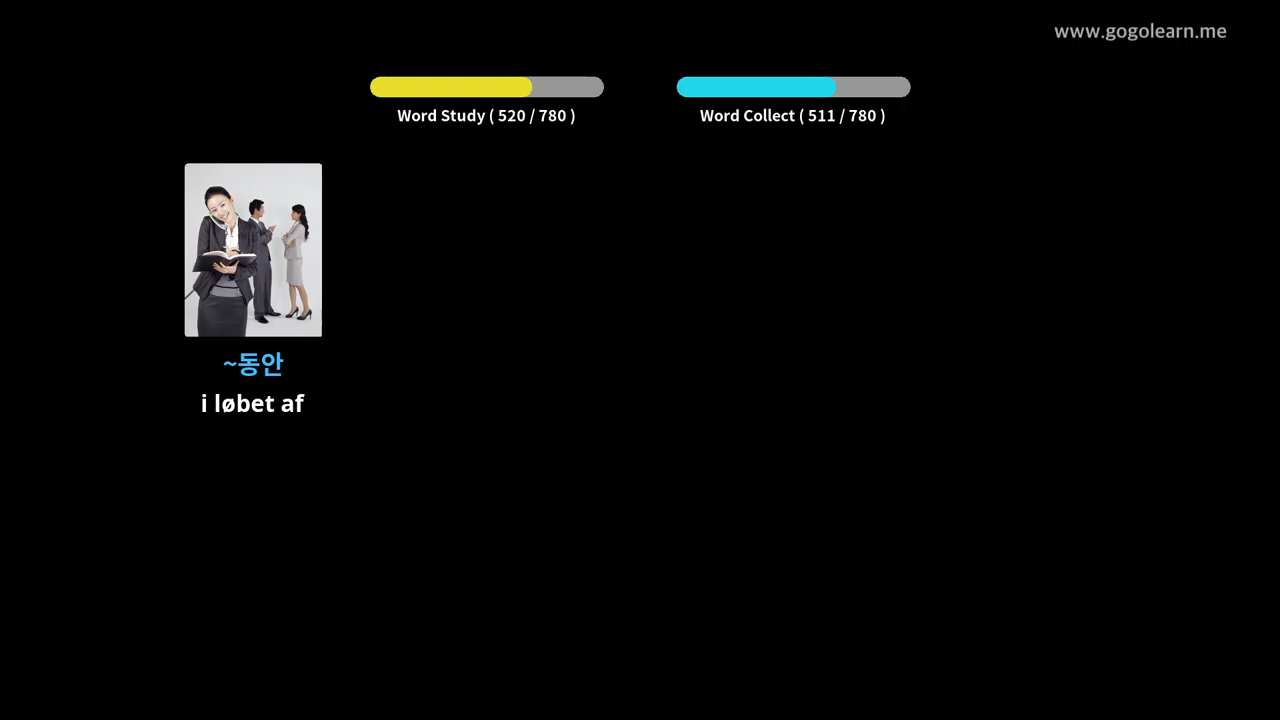 www.gogolearn.me
Word Study ( 520 / 780 )
Word Collect ( 511 / 780 )
~동안
i løbet af